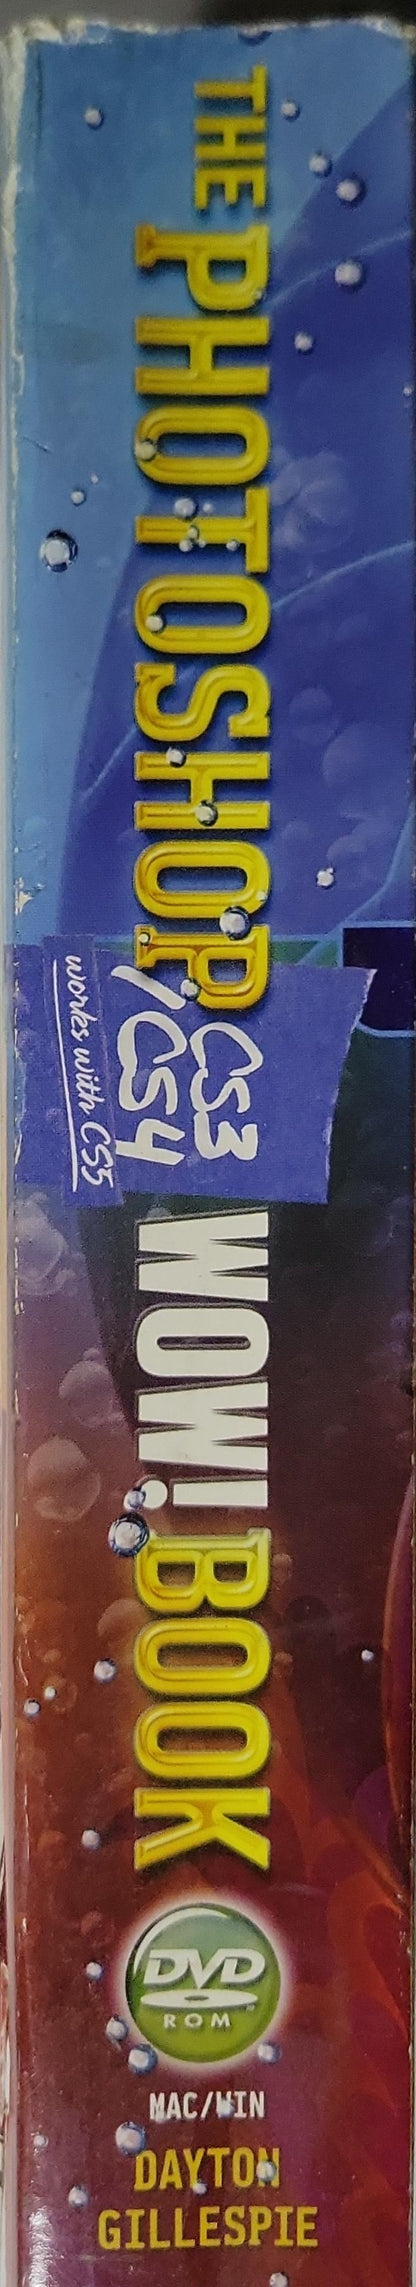 THE PHOTOSHOP CS3
/CS4
works with CS5
WOW! BOOK
DVD
ROM
MAC/WIN
DAYTON
GILLESPIE